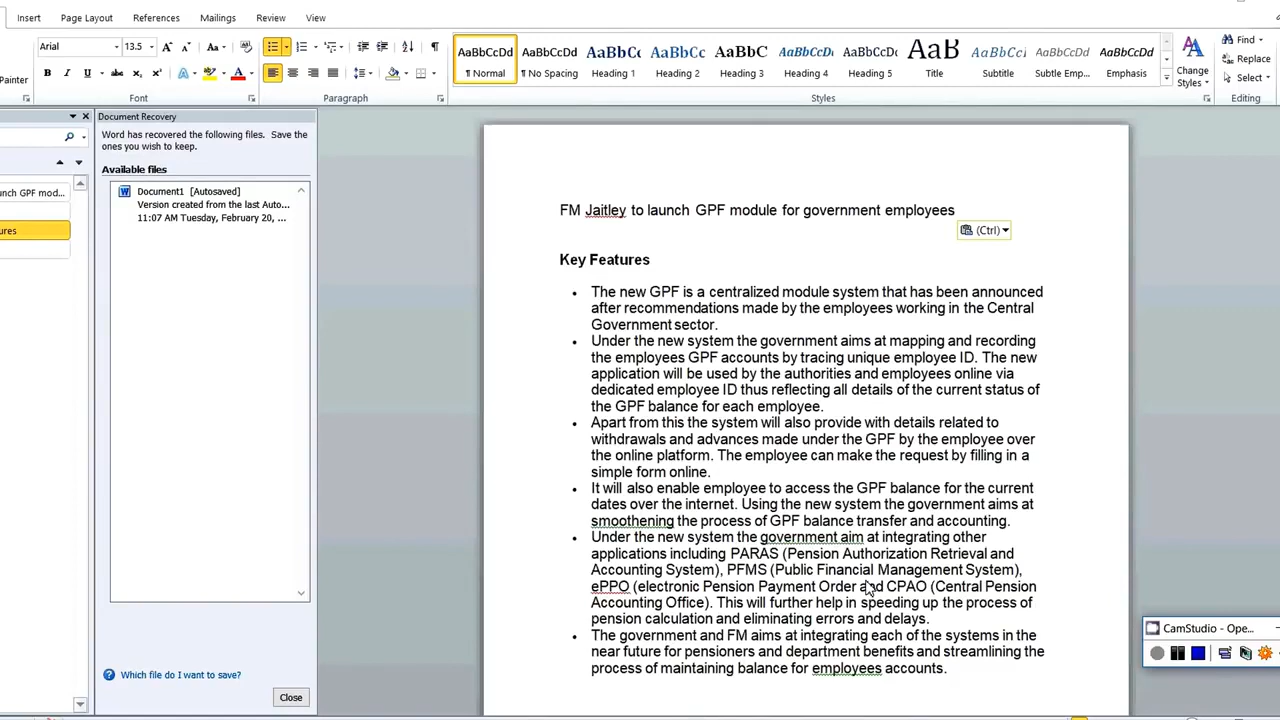 Insert Page Layout References Mailings Review View
Arial 13.5 Aa
AaBbCcDd AaBbCcDd AaBbCc AaBbCc AaBbC AaBbCcDc AaBbCcDc AaB AaBbCcI AaBbCcDd AaBbCcDd
¶ Normal ¶ No Spacing Heading 1 Heading 2 Heading 3 Heading 4 Heading 5 Title Subtitle Subtle Emp... Emphasis
Change Styles
Find
Replace
Select
Painter
B I U abc x₂ x² A ab A
Font Paragraph Styles Editing
Document Recovery
Word has recovered the following files. Save the
ones you wish to keep.
Available files
Document1 [Autosaved]
Version created from the last Auto...
11:07 AM Tuesday, February 20, ...
unch GPF mod...
ures
Which file do I want to save?
Close
FM Jaitley to launch GPF module for government employees
(Ctrl)
Key Features
• The new GPF is a centralized module system that has been announced
after recommendations made by the employees working in the Central
Government sector.
• Under the new system the government aims at mapping and recording
the employees GPF accounts by tracing unique employee ID. The new
application will be used by the authorities and employees online via
dedicated employee ID thus reflecting all details of the current status of
the GPF balance for each employee.
• Apart from this the system will also provide with details related to
withdrawals and advances made under the GPF by the employee over
the online platform. The employee can make the request by filling in a
simple form online.
• It will also enable employee to access the GPF balance for the current
dates over the internet. Using the new system the government aims at
smoothening the process of GPF balance transfer and accounting.
• Under the new system the government aim at integrating other
applications including PARAS (Pension Authorization Retrieval and
Accounting System), PFMS (Public Financial Management System),
ePPO (electronic Pension Payment Order and CPAO (Central Pension
Accounting Office). This will further help in speeding up the process of
pension calculation and eliminating errors and delays.
• The government and FM aims at integrating each of the systems in the
near future for pensioners and department benefits and streamlining the
process of maintaining balance for employees accounts.
CamStudio - Ope...